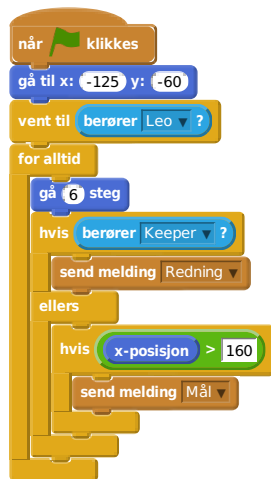 når klikkes
gå til x: -125 y: -60
vent til berører Leo ?
for alltid
gå 6 steg
hvis berører Keeper ?
send melding Redning
ellers
hvis x-posisjon > 160
send melding Mål